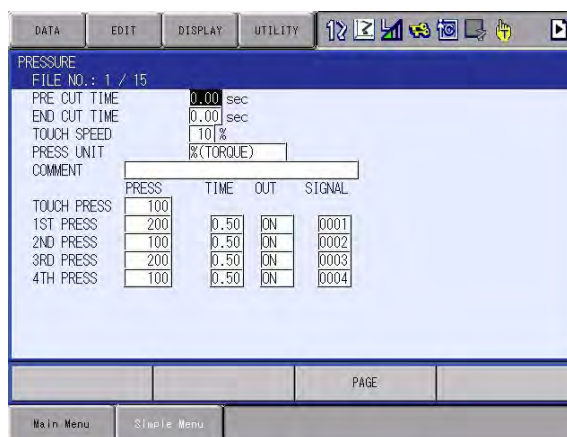 DATA EDIT DISPLAY UTILITY
PRESSURE
FILE NO.: 1 / 15
PRE CUT TIME 0.00 sec
END CUT TIME 0.00 sec
TOUCH SPEED 10 %
PRESS UNIT %(TORQUE)
COMMENT
PRESS TIME OUT SIGNAL
TOUCH PRESS 100
1ST PRESS 200 0.50 ON 0001
2ND PRESS 100 0.50 ON 0002
3RD PRESS 200 0.50 ON 0003
4TH PRESS 100 0.50 ON 0004
PAGE
Main Menu Simple Menu